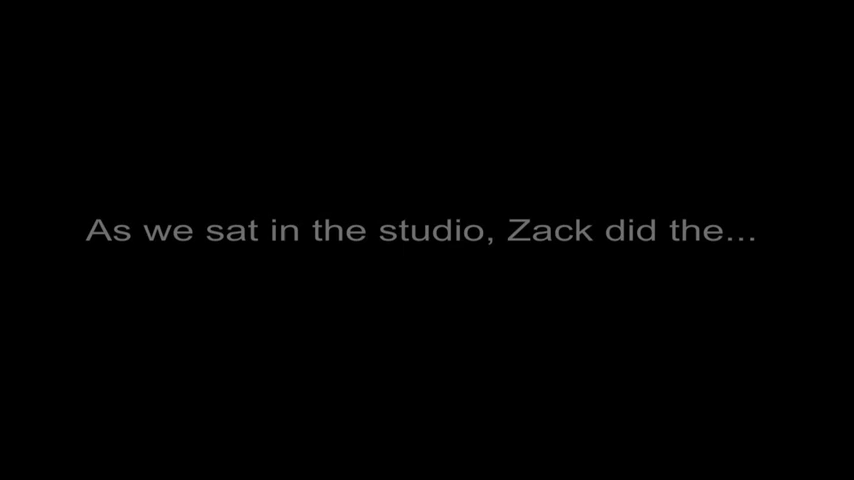 As we sat in the studio, Zack did the...